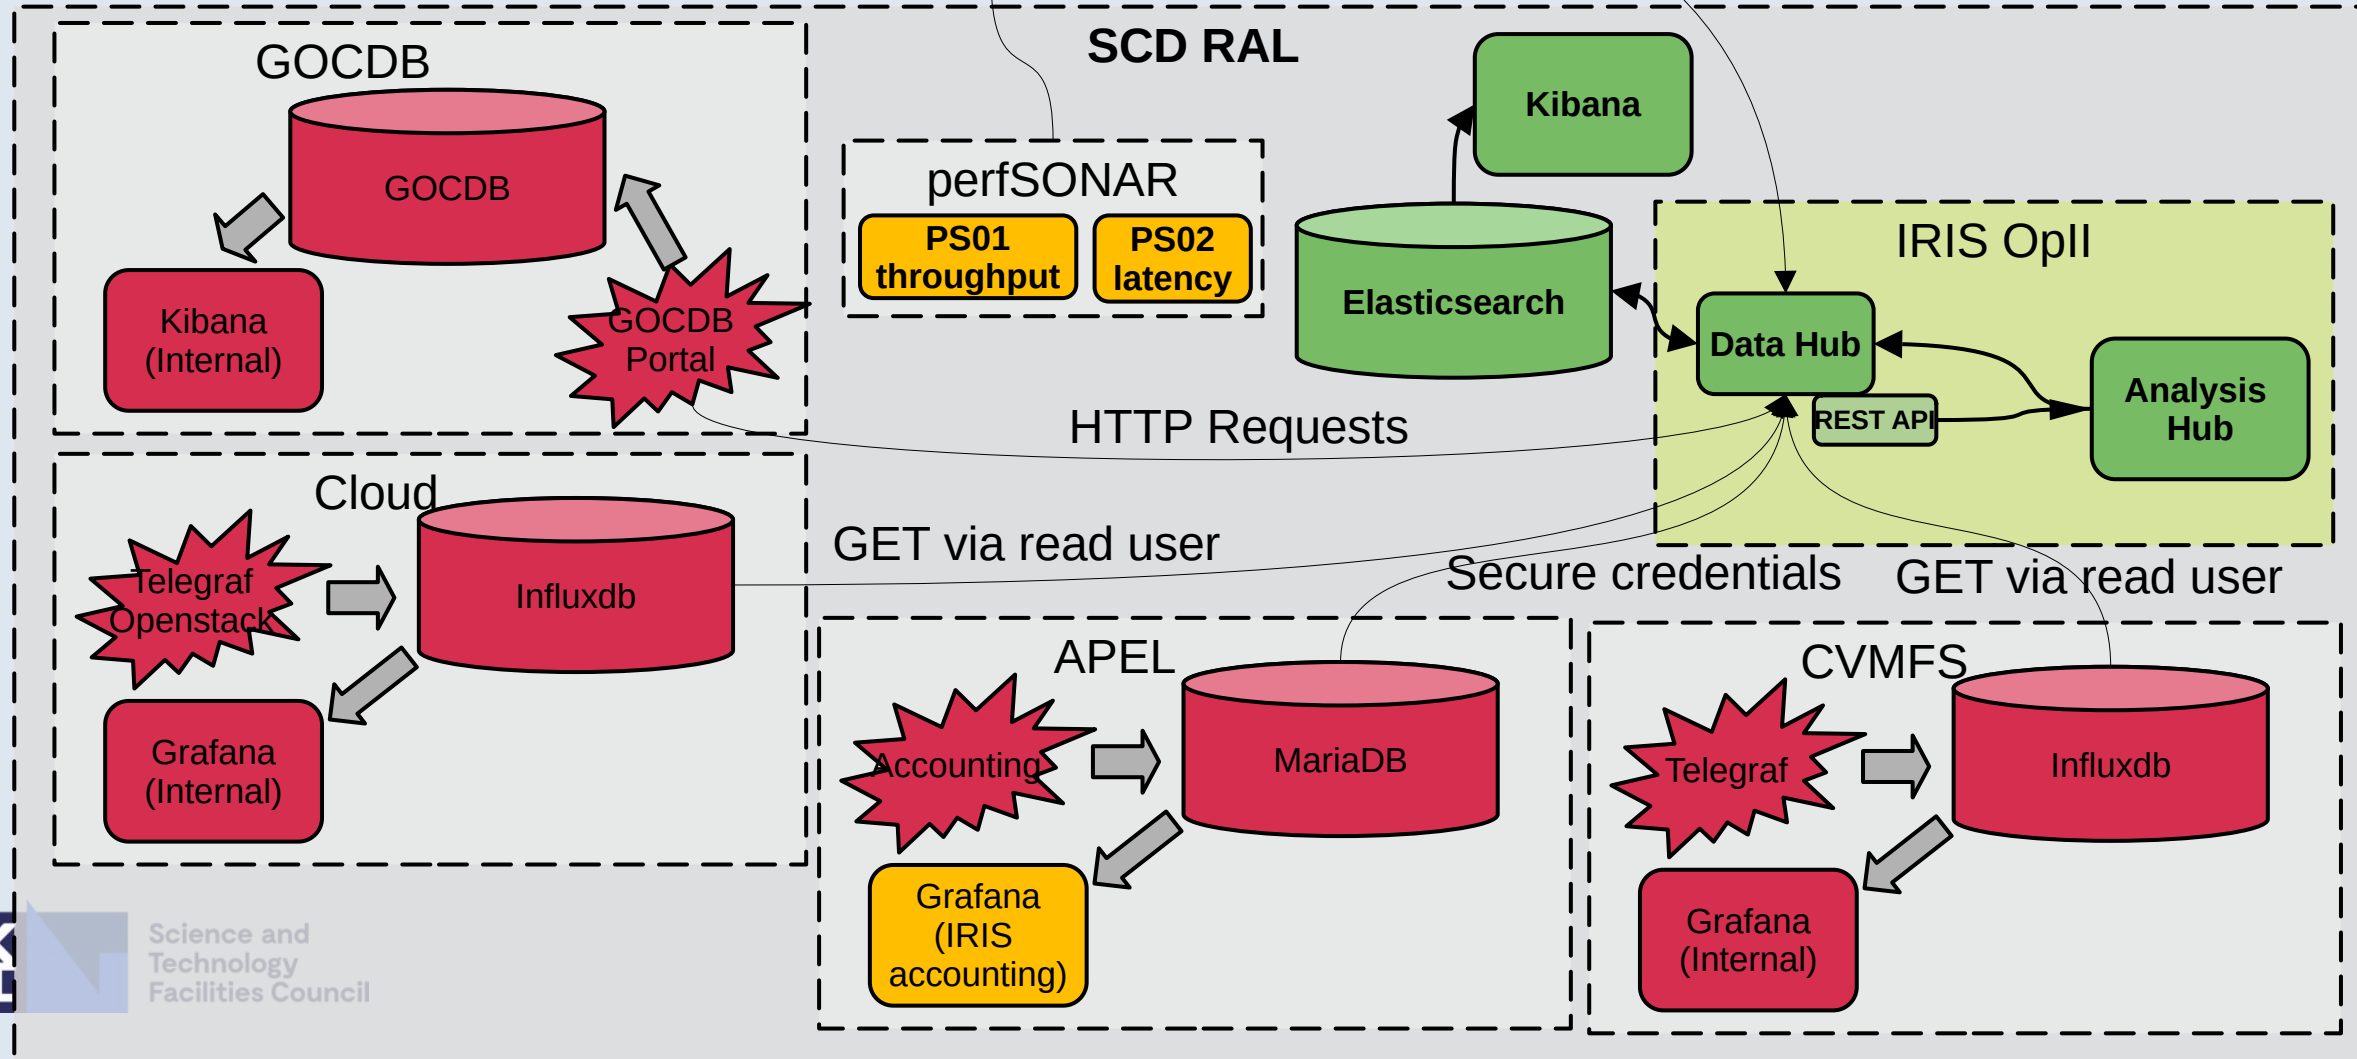 SCD RAL
GOCDB
GOCDB
Kibana
(Internal)
GOCDB
Portal
perfSONAR
PS01
throughput
PS02
latency
Kibana
Elasticsearch
IRIS OpII
Data Hub
REST API
Analysis
Hub
HTTP Requests
Cloud
Telegraf
Openstack
Influxdb
Grafana
(Internal)
GET via read user
Secure credentials
GET via read user
APEL
Accounting
MariaDB
Grafana
(IRIS
accounting)
CVMFS
Telegraf
Influxdb
Grafana
(Internal)
Science and
Technology
Facilities Council